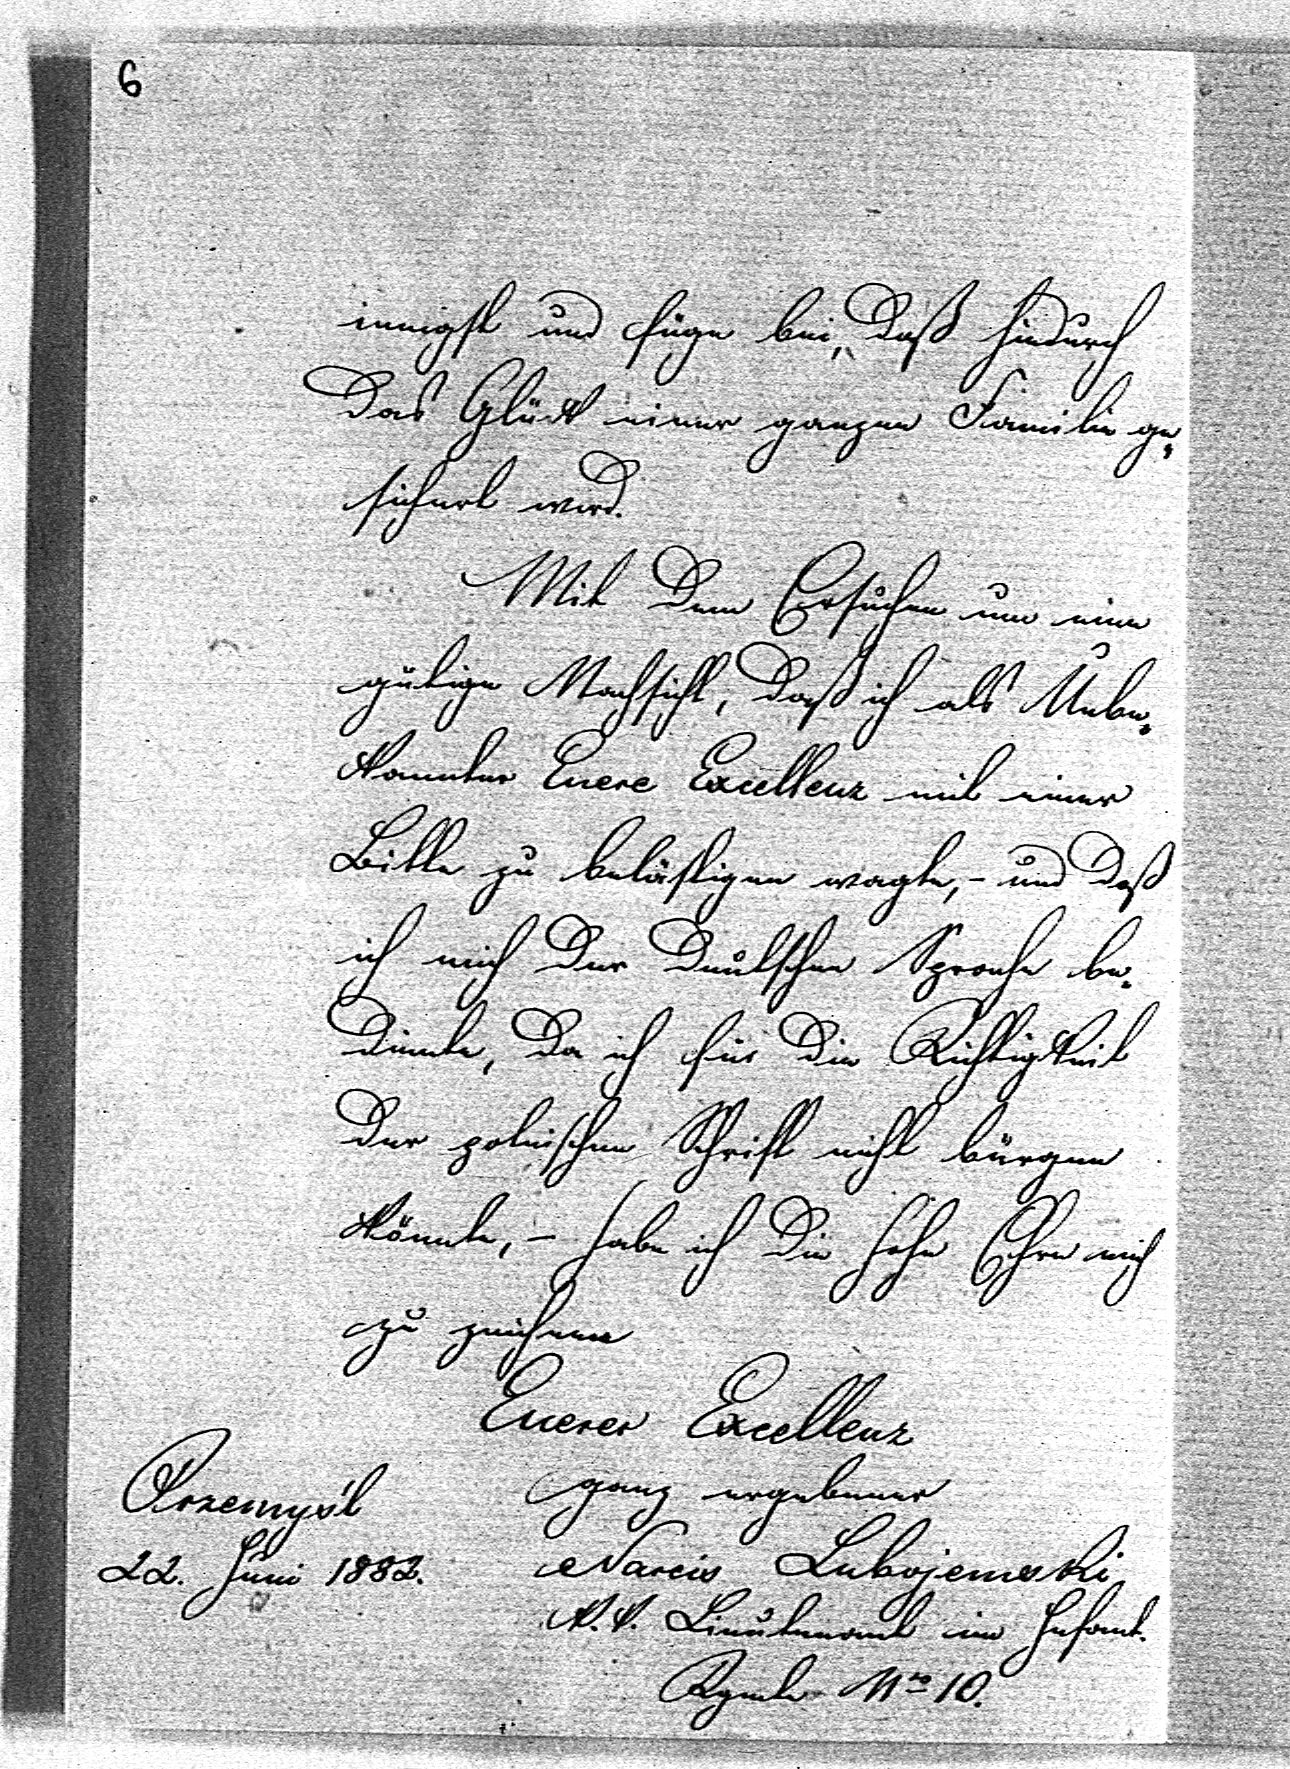 6
innigst und füge bei, daß hiedurch
das Glück einer ganzen Familie ge-
sichert wird.
Mit dem Ersuchen um eine
gütige Nachsicht, daß ich als Unbe-
kannter Euere Excellenz mit einer
Bitte zu belästigen wagte, - und daß
ich mich der deutschen Sprache be-
diente, da ich für die Richtigkeit
der polnischen Schrift nicht bürgen
könnte, - habe ich die hohe Ehre mich
zu zeichnen
Euerer Excellenz
ganz ergebener
Przemyśl
22. Juni 1882.
Narcis
k.k. Lieutenant im Infant.
Regmte Nro 10.